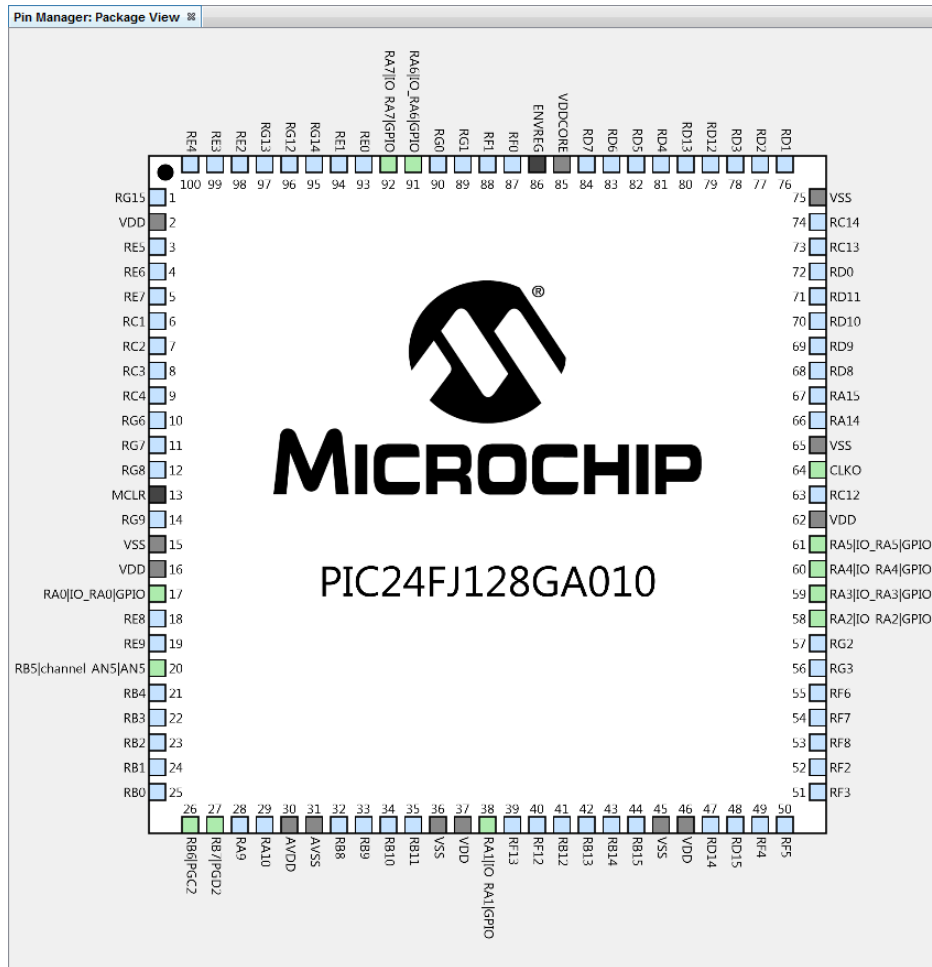 Pin Manager: Package View
RE4
RE3
RE2
RG13
RG12
RG14
RE1
RE0
RA7|IO_RA7|GPIO
RA6|IO_RA6|GPIO
RG0
RG1
RF1
RF0
ENVREG
VDDCORE
RD7
RD6
RD5
RD4
RD13
RD12
RD3
RD2
RD1
100 99 98 97 96 95 94 93 92 91 90 89 88 87 86 85 84 83 82 81 80 79 78 77 76
RG15 1
VDD 2
RE5 3
RE6 4
RE7 5
RC1 6
RC2 7
RC3 8
RC4 9
RG6 10
RG7 11
RG8 12
MCLR 13
RG9 14
VSS 15
VDD 16
RA0|IO_RA0|GPIO 17
RE8 18
RE9 19
RB5|channel_AN5|AN5 20
RB4 21
RB3 22
RB2 23
RB1 24
RB0 25
®
MICROCHIP
PIC24FJ128GA010
75 VSS
74 RC14
73 RC13
72 RD0
71 RD11
70 RD10
69 RD9
68 RD8
67 RA15
66 RA14
65 VSS
64 CLKO
63 RC12
62 VDD
61 RA5|IO_RA5|GPIO
60 RA4|IO_RA4|GPIO
59 RA3|IO_RA3|GPIO
58 RA2|IO_RA2|GPIO
57 RG2
56 RG3
55 RF6
54 RF7
53 RF8
52 RF2
51 RF3
26 27 28 29 30 31 32 33 34 35 36 37 38 39 40 41 42 43 44 45 46 47 48 49 50
RB6|PGC2
RB7|PGD2
RA9
RA10
AVDD
AVSS
RB8
RB9
RB10
RB11
VSS
VDD
RA1|IO_RA1|GPIO
RF13
RF12
RB12
RB13
RB14
RB15
VSS
VDD
RD14
RD15
RF4
RF5